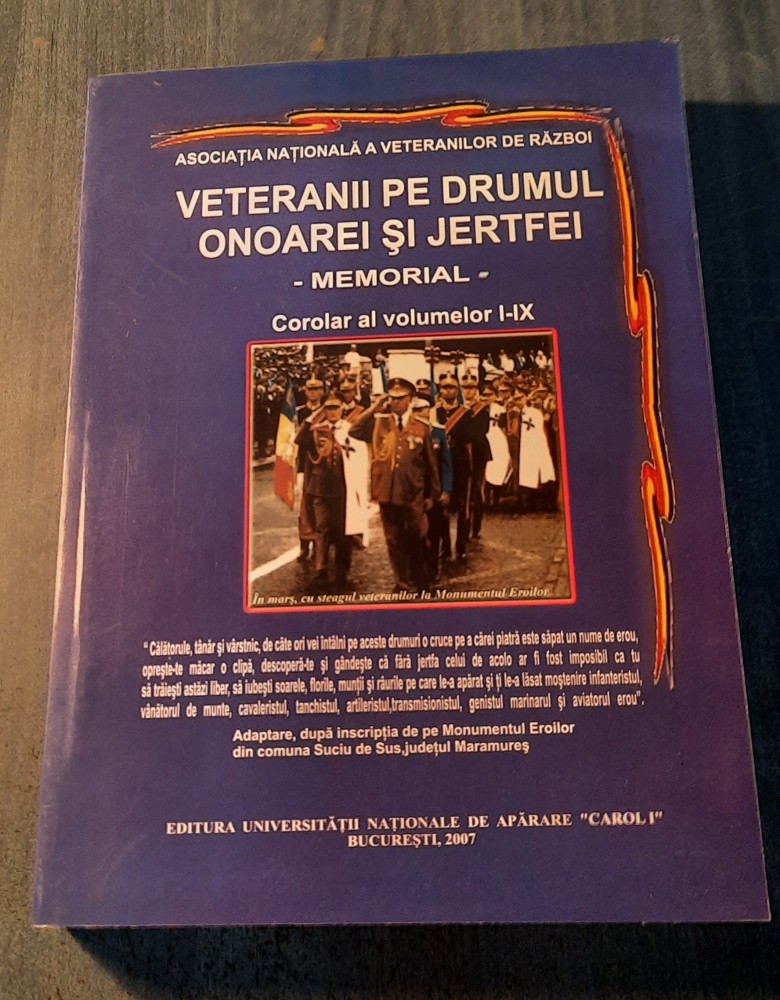 ASOCIAŢIA NAŢIONALĂ A VETERANILOR DE RĂZBOI
VETERANII PE DRUMUL
ONOAREI ŞI JERTFEI
- MEMORIAL -
Corolar al volumelor I-IX
În marş, cu steagul veteranilor la Monumentul Eroilor
“ Călătorule, tânăr şi vârstnic, de câte ori vei întâlni pe aceste drumuri o cruce pe a cărei piatră este săpat un nume de erou,
opreşte-te măcar o clipă, descoperă-te şi gândeşte că fără jertfa celui de acolo ar fi fost imposibil ca tu
să trăieşti astăzi liber, să iubeşti soarele, florile, munţii şi râurile pe care le-a apărat şi ţi le-a lăsat moştenire infanteristul,
vânătorul de munte, cavaleristul, tanchistul, artileristul,transmisionistul, genistul marinarul şi aviatorul erou”.
Adaptare, după inscripţia de pe Monumentul Eroilor
din comuna Suciu de Sus,judeţul Maramureş
EDITURA UNIVERSITĂŢII NAŢIONALE DE APĂRARE "CAROL I"
BUCUREŞTI, 2007